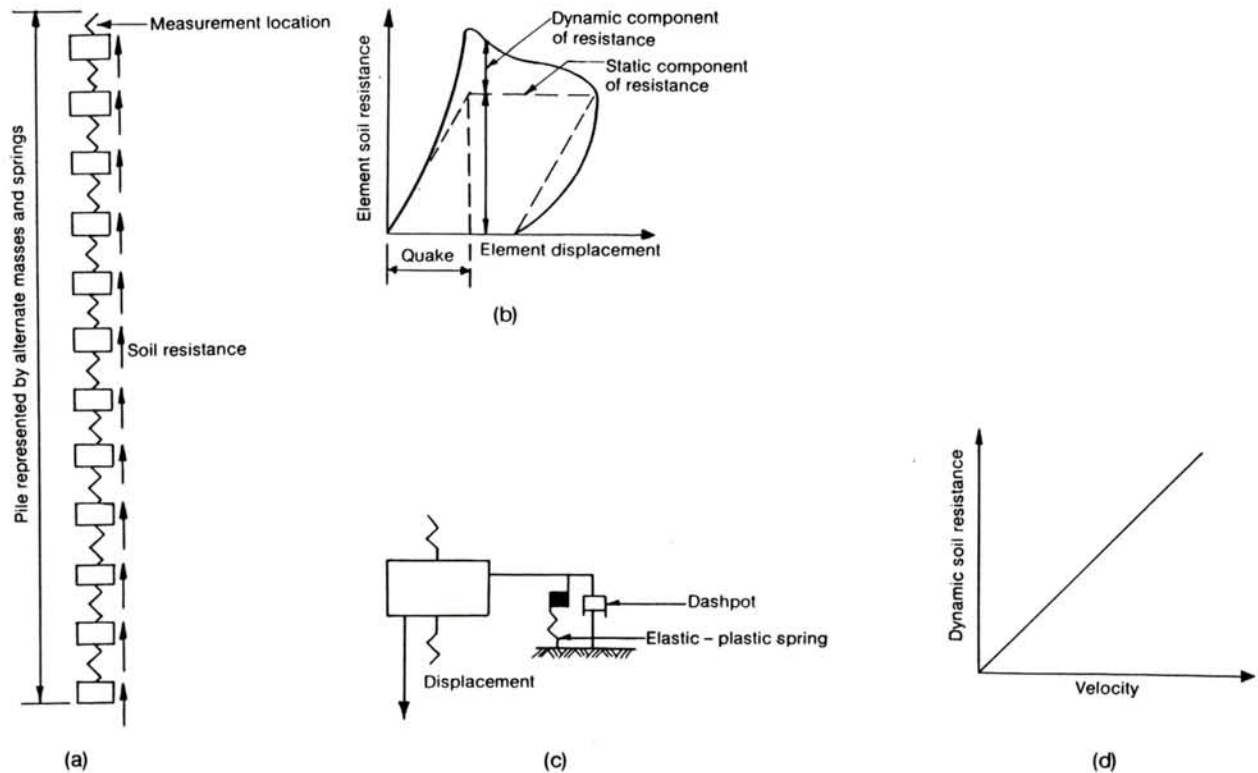 Measurement location
Pile represented by alternate masses and springs
Soil resistance
(a)
Dynamic component
of resistance
Static component
of resistance
Element soil resistance
Element displacement
Quake
(b)
Dashpot
Elastic – plastic spring
Displacement
(c)
Dynamic soil resistance
Velocity
(d)